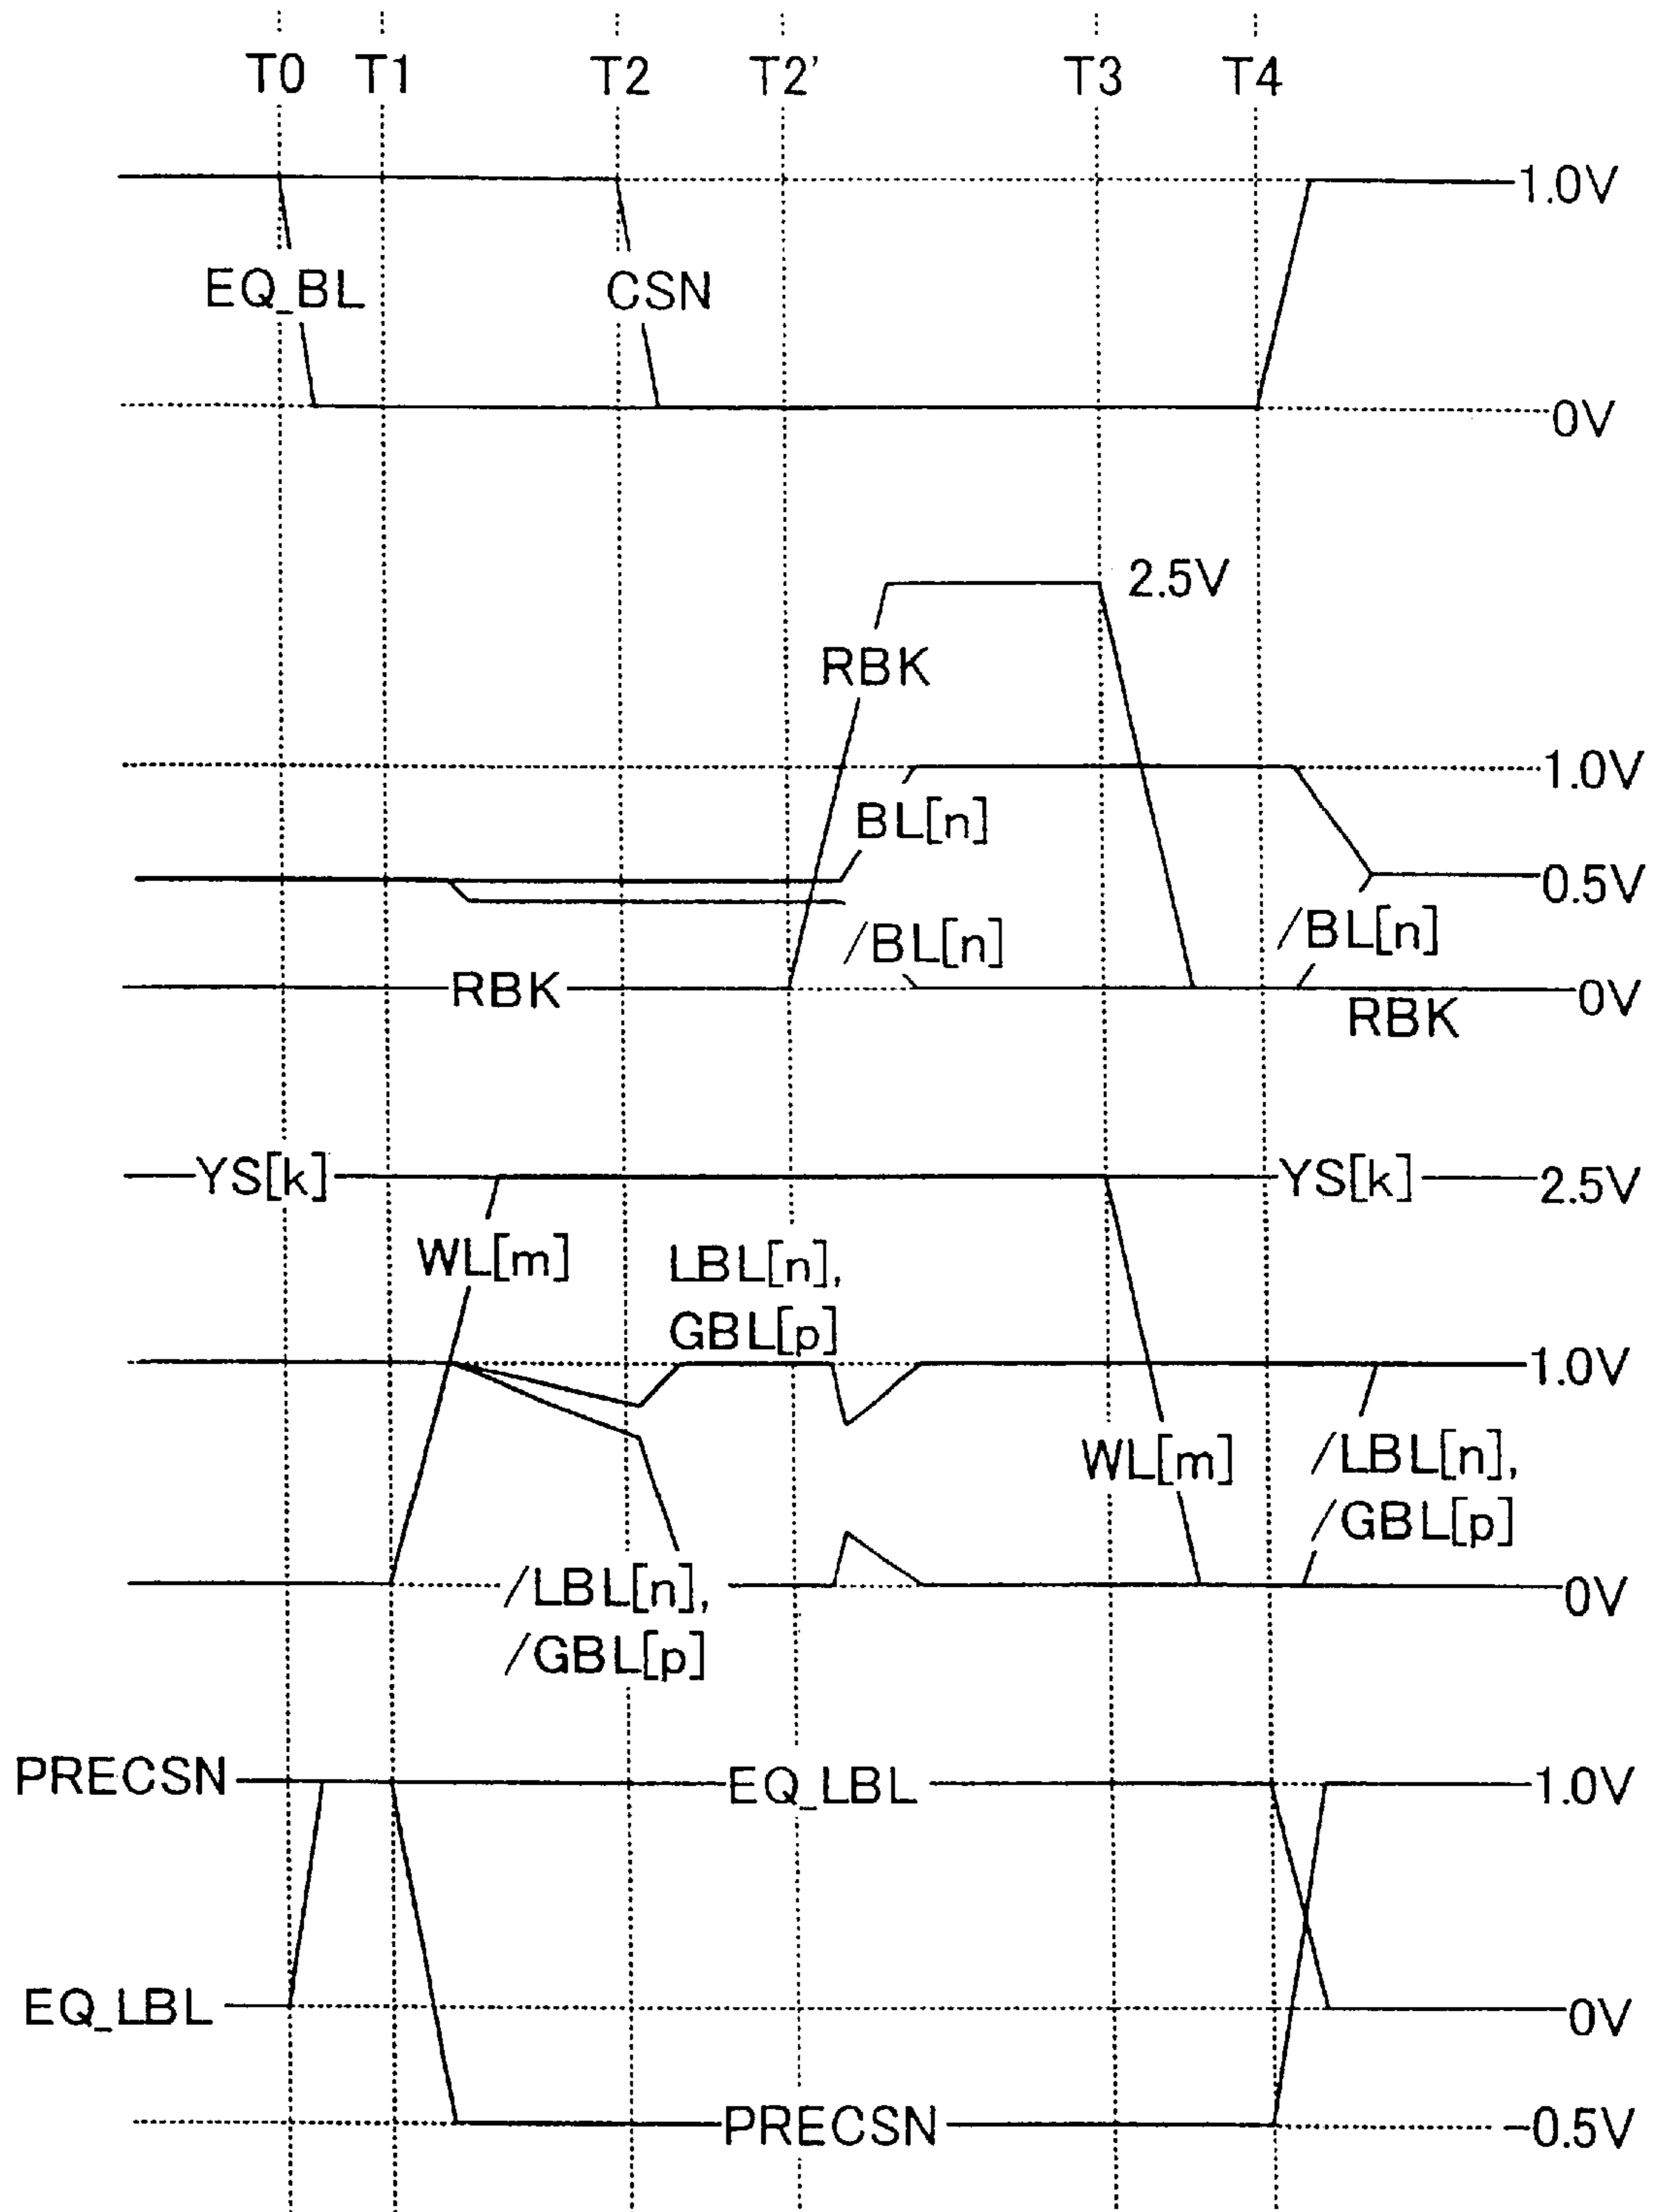 T0 T1 T2 T2' T3 T4
1.0V
EQ_BL CSN
0V
2.5V
RBK
1.0V
BL[n]
0.5V
/BL[n] /BL[n]
RBK 0V
RBK
YS[k] YS[k] 2.5V
WL[m] LBL[n],
GBL[p]
1.0V
WL[m] /LBL[n],
/GBL[p]
/LBL[n], 0V
/GBL[p]
PRECSN EQ_LBL 1.0V
EQ_LBL 0V
PRECSN -0.5V